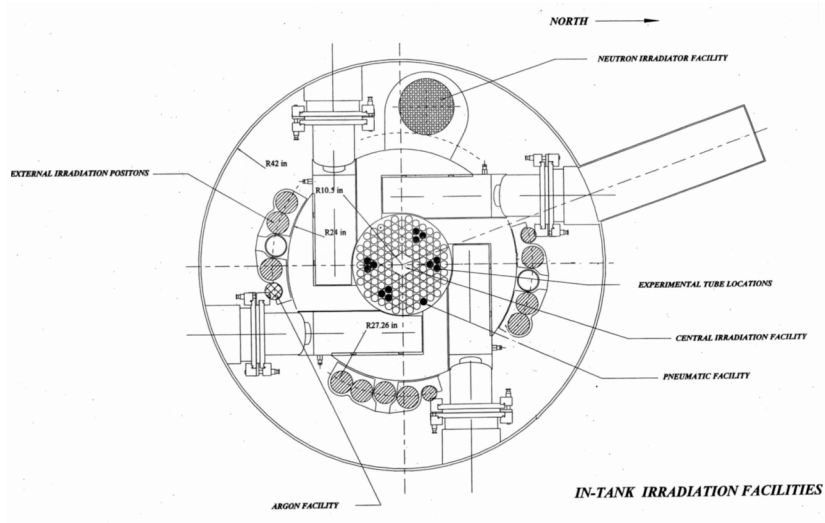 NORTH
NEUTRON IRRADIATOR FACILITY
R42 in
EXTERNAL IRRADIATION POSITONS
R10.5 in
R24 in
EXPERIMENTAL TUBE LOCATIONS
R27.26 in
CENTRAL IRRADIATION FACILITY
PNEUMATIC FACILITY
IN-TANK IRRADIATION FACILITIES
ARGON FACILITY